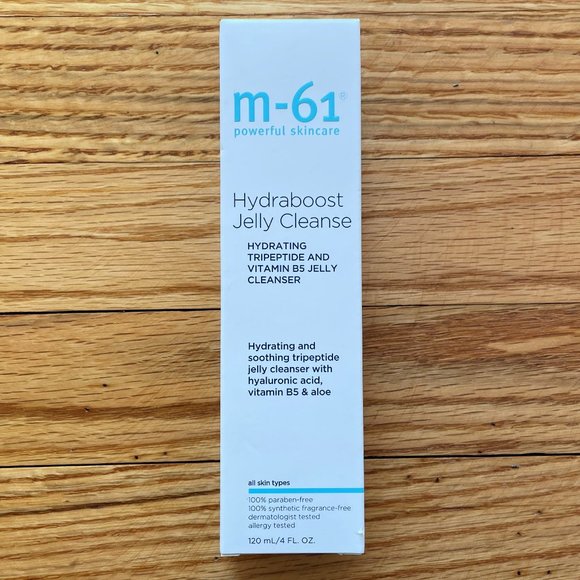 m-61®
powerful skincare
Hydraboost
Jelly Cleanse
HYDRATING
TRIPEPTIDE AND
VITAMIN B5 JELLY
CLEANSER
Hydrating and
soothing tripeptide
jelly cleanser with
hyaluronic acid,
vitamin B5 & aloe
all skin types
100% paraben-free
100% synthetic fragrance-free
dermatologist tested
allergy tested
120 mL/4 FL. OZ.